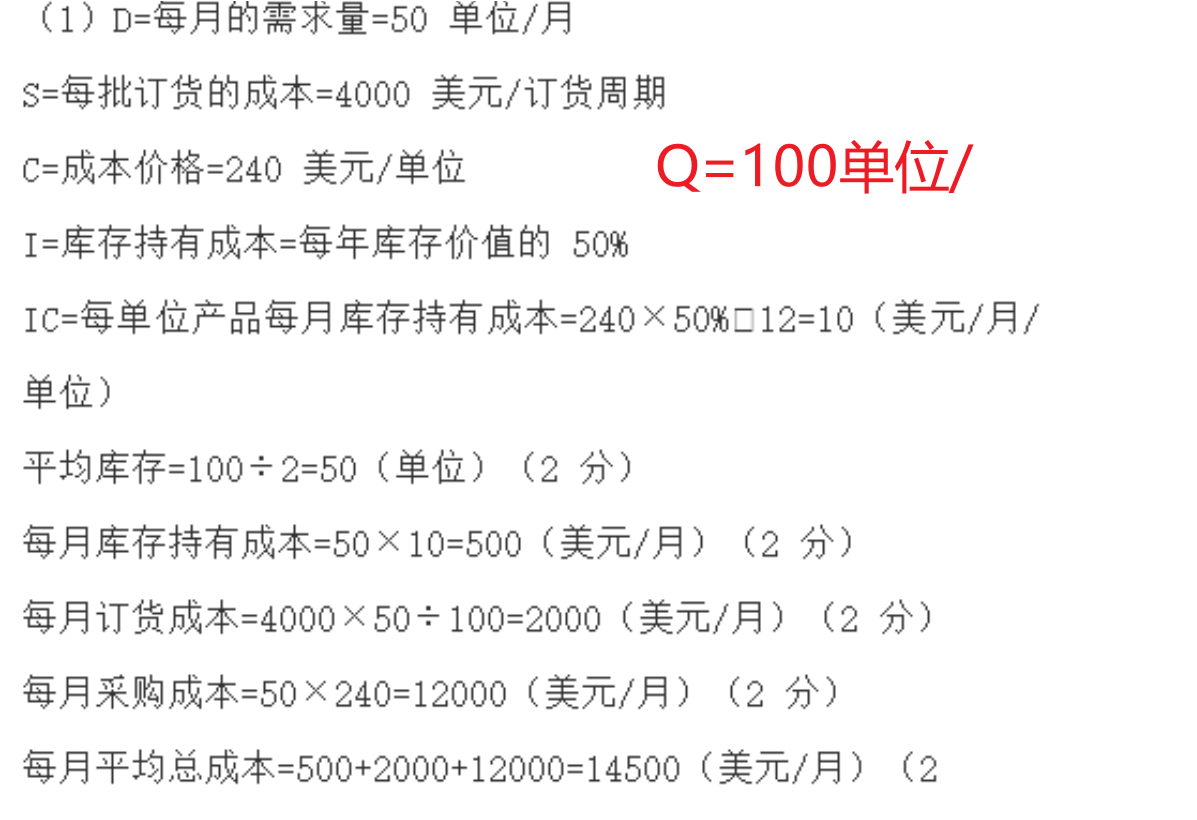 （1）D=每月的需求量=50 单位/月
S=每批订货的成本=4000 美元/订货周期
C=成本价格=240 美元/单位
Q=100单位/
I=库存持有成本=每年库存价值的 50%
IC=每单位产品每月库存持有成本=240×50%□12=10（美元/月/
单位）
平均库存=100÷2=50（单位）（2 分）
每月库存持有成本=50×10=500（美元/月）（2 分）
每月订货成本=4000×50÷100=2000（美元/月）（2 分）
每月采购成本=50×240=12000（美元/月）（2 分）
每月平均总成本=500+2000+12000=14500（美元/月）（2